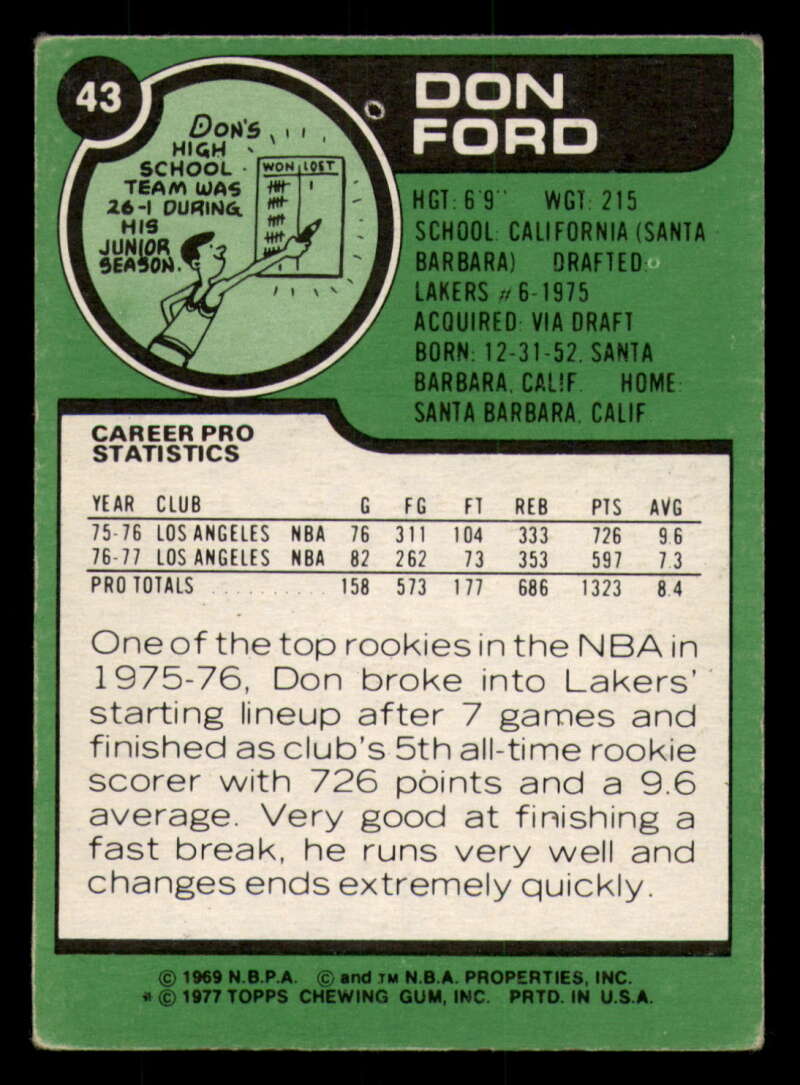 43
DON
FORD
DON'S
HIGH
SCHOOL
TEAM WAS
26-1 DURING
HIS
JUNIOR
SEASON.
WON LOST
HGT: 6'9" WGT: 215
SCHOOL: CALIFORNIA (SANTA
BARBARA) DRAFTED:
LAKERS #6-1975
ACQUIRED: VIA DRAFT
BORN: 12-31-52, SANTA
BARBARA, CALIF. HOME:
SANTA BARBARA, CALIF.
CAREER PRO
STATISTICS
YEAR CLUB G FG FT REB PTS AVG
75-76 LOS ANGELES NBA 76 311 104 333 726 9.6
76-77 LOS ANGELES NBA 82 262 73 353 597 7.3
PRO TOTALS .......... 158 573 177 686 1323 8.4
One of the top rookies in the NBA in
1975-76, Don broke into Lakers'
starting lineup after 7 games and
finished as club's 5th all-time rookie
scorer with 726 points and a 9.6
average. Very good at finishing a
fast break, he runs very well and
changes ends extremely quickly.
© 1969 N.B.P.A. © and TM N.B.A. PROPERTIES, INC.
* © 1977 TOPPS CHEWING GUM, INC. PRTD. IN U.S.A.